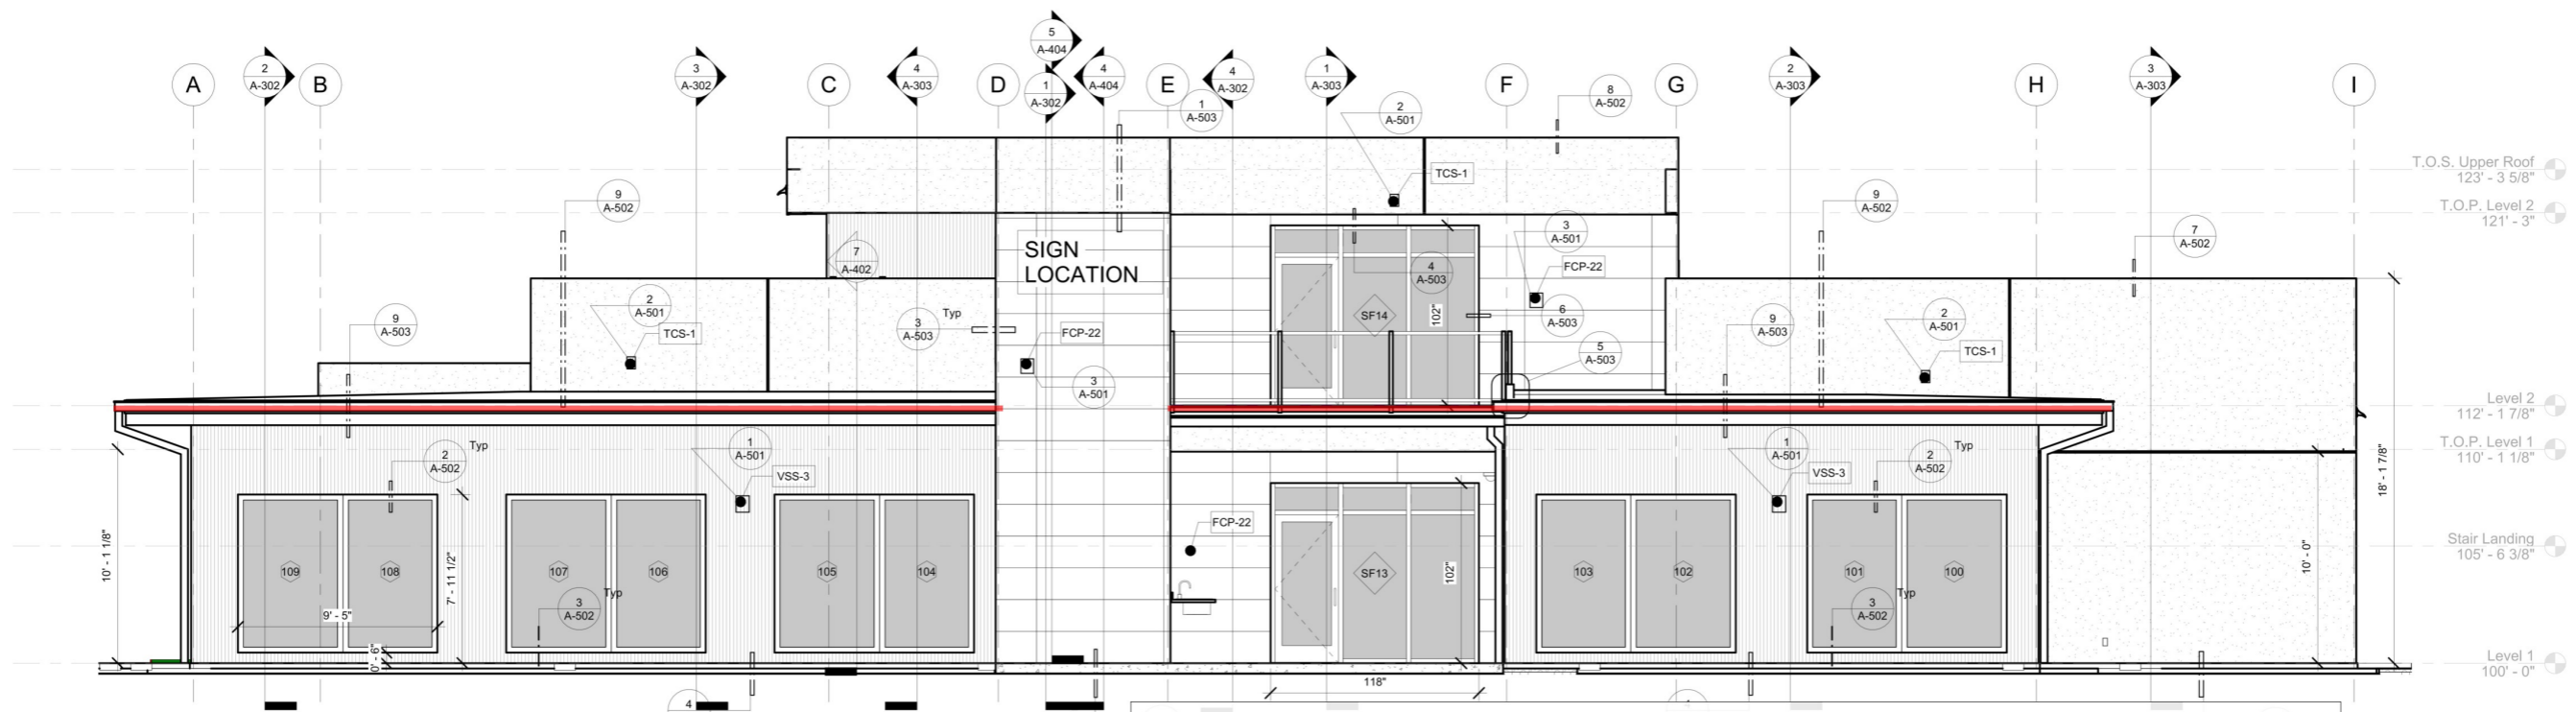 5
A-404
A
2
A-302
B
3
A-302
C
4
A-303
D
1
A-302
4
A-404
E
4
A-302
1
A-303
F
G
2
A-303
H
3
A-303
I
1
A-503
2
A-501
8
A-502
TCS-1
T.O.S. Upper Roof
123' - 3 5/8"
9
A-502
9
A-502
T.O.P. Level 2
121' - 3"
3
A-501
7
A-502
SIGN
LOCATION
7
A-402
4
A-503
FCP-22
2
A-501
TCS-1
9
A-503
3
A-503
Typ
FCP-22
SF14
102"
6
A-503
9
A-503
2
A-501
TCS-1
5
A-503
3
A-501
Level 2
112' - 1 7/8"
2
A-502
Typ
1
A-501
VSS-3
1
A-501
VSS-3
2
A-502
Typ
T.O.P. Level 1
110' - 1 1/8"
18' - 1 7/8"
10' - 1 1/8"
7' - 11 1/2"
FCP-22
Stair Landing
105' - 6 3/8"
10' - 0"
109
108
107
106
105
104
SF13
102"
103
102
101
100
9' - 5"
3
A-502
Typ
3
A-502
Typ
0' - 6"
Level 1
100' - 0"
118"
4